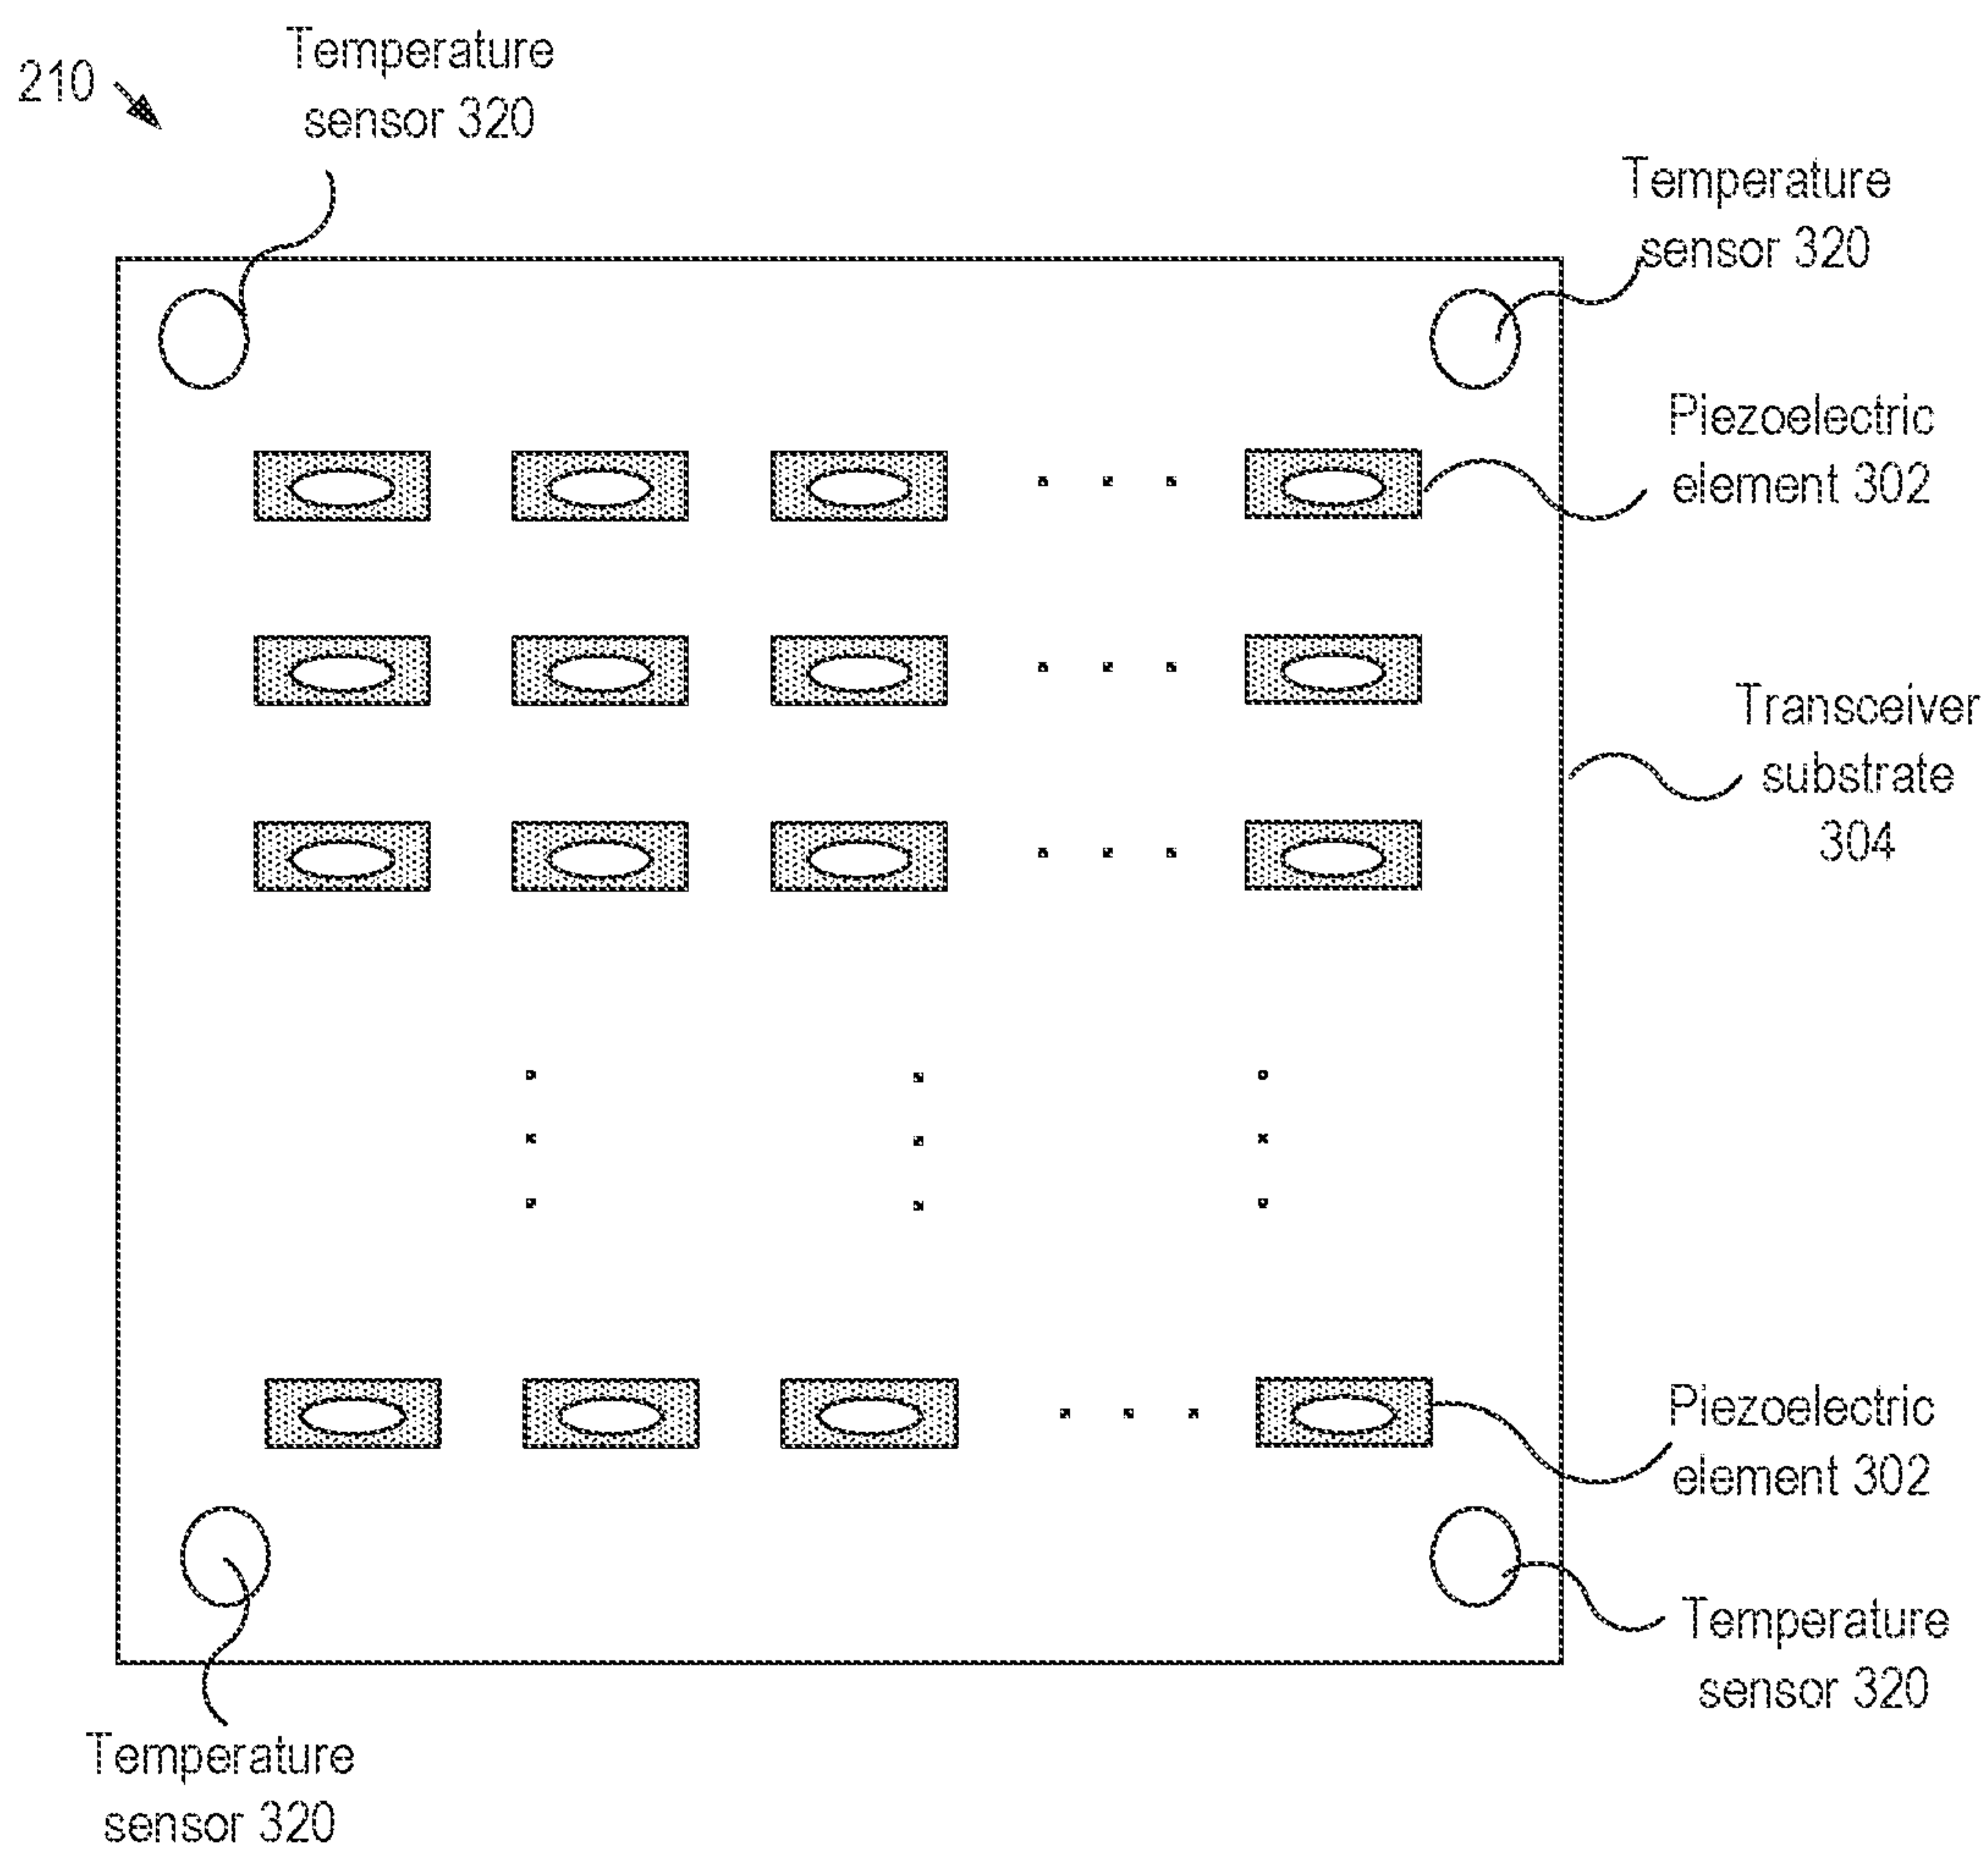 210
Temperature
sensor 320
Temperature
sensor 320
Piezoelectric
element 302
Transceiver
substrate
304
Piezoelectric
element 302
Temperature
sensor 320
Temperature
sensor 320